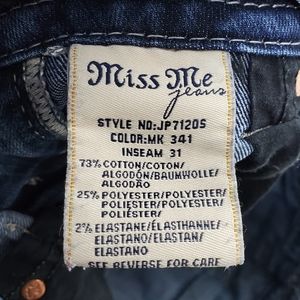 Miss Me
jeans
STYLE NO:JP7120S
COLOR:MK 341
INSEAM 31
73% COTTON/COTON/
ALGODÓN/BAUMWOLLE/
ALGODÃO
25% POLYESTER/POLYESTER/
POLIÉSTER/POLYESTER/
POLIÉSTER/
2% ELASTANE/ÉLASTHANNE/
ELASTANO/ELASTAN/
ELASTANO
SEE REVERSE FOR CARE